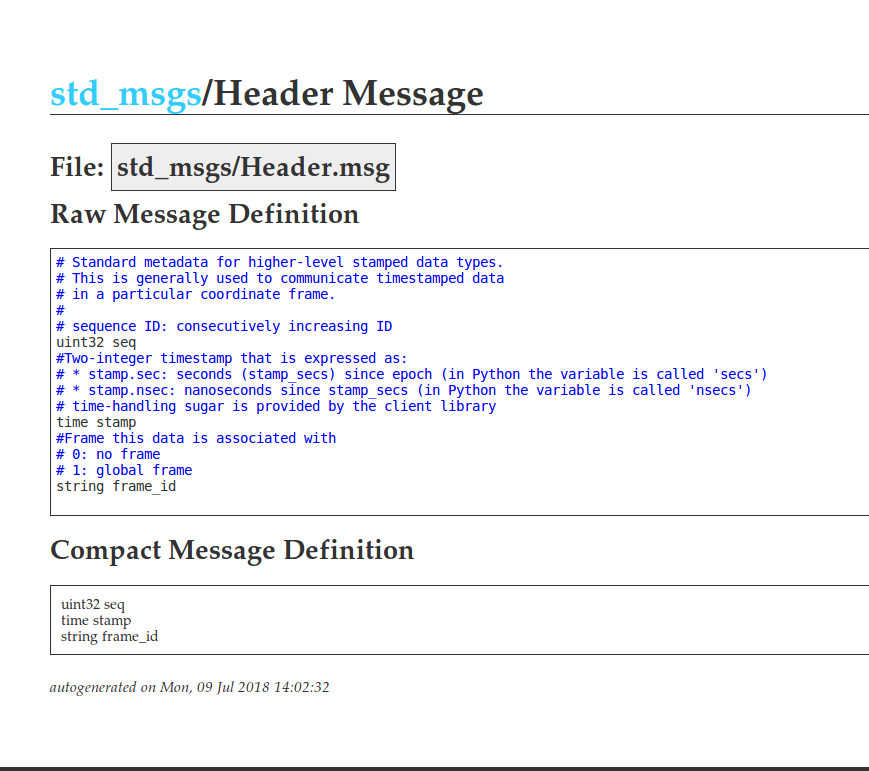 std_msgs/Header Message
File: std_msgs/Header.msg
Raw Message Definition
# Standard metadata for higher-level stamped data types.
# This is generally used to communicate timestamped data
# in a particular coordinate frame.
#
# sequence ID: consecutively increasing ID
uint32 seq
#Two-integer timestamp that is expressed as:
# * stamp.sec: seconds (stamp_secs) since epoch (in Python the variable is called 'secs')
# * stamp.nsec: nanoseconds since stamp_secs (in Python the variable is called 'nsecs')
# time-handling sugar is provided by the client library
time stamp
#Frame this data is associated with
# 0: no frame
# 1: global frame
string frame_id
Compact Message Definition
uint32 seq
time stamp
string frame_id
autogenerated on Mon, 09 Jul 2018 14:02:32